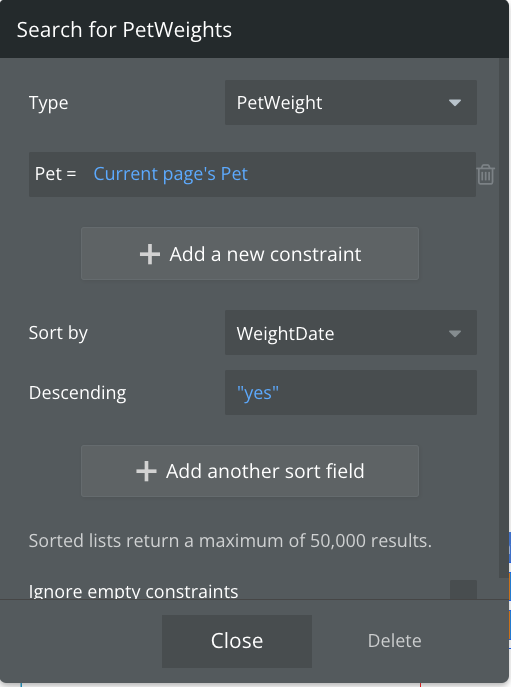 Search for PetWeights
Type PetWeight
Pet = Current page's Pet
Add a new constraint
Sort by WeightDate
Descending "yes"
Add another sort field
Sorted lists return a maximum of 50,000 results.
Ignore empty constraints
Close Delete